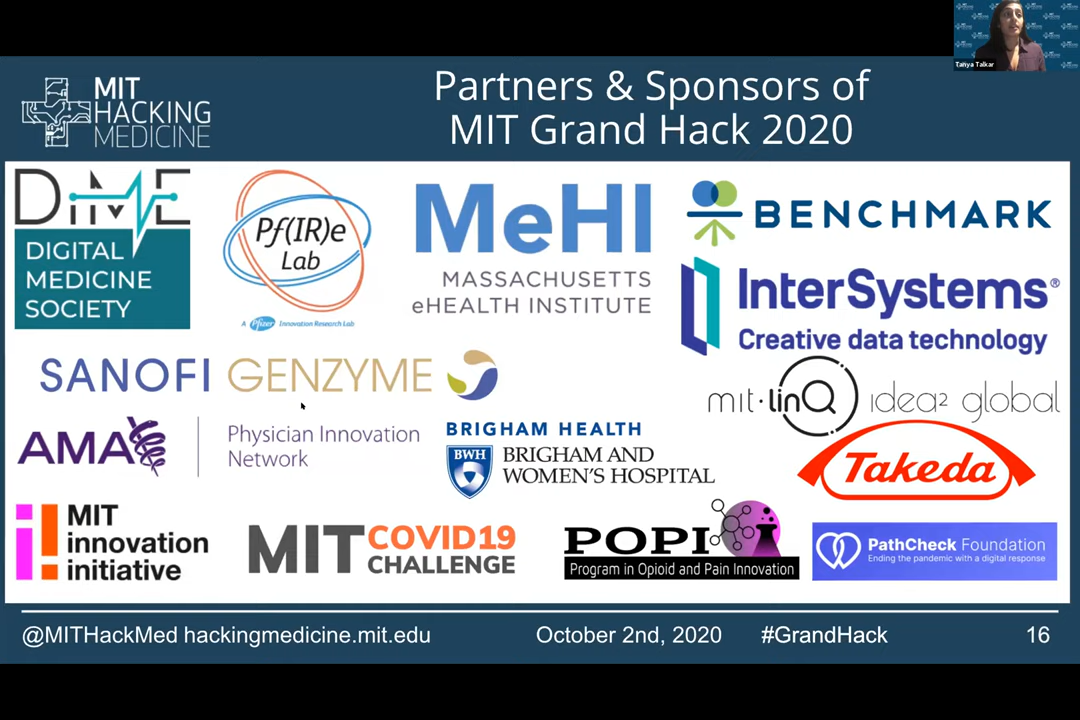 Tanya Talkar
MIT
HACKING
MEDICINE
Partners & Sponsors of
MIT Grand Hack 2020
DiME
DIGITAL
MEDICINE
SOCIETY
Pf(IR)e
Lab
A Pfizer Innovation Research Lab
MeHI
MASSACHUSETTS
eHEALTH INSTITUTE
BENCHMARK
InterSystems®
Creative data technology
SANOFI GENZYME
mit·linQ idea² global
AMA
Physician Innovation
Network
BRIGHAM HEALTH
BWH
BRIGHAM AND
WOMEN'S HOSPITAL
Takeda
MIT
innovation
initiative
MIT COVID19
CHALLENGE
POPI
Program in Opioid and Pain Innovation
PathCheck Foundation
Ending the pandemic with a digital response
@MITHackMed hackingmedicine.mit.edu
October 2nd, 2020
#GrandHack
16